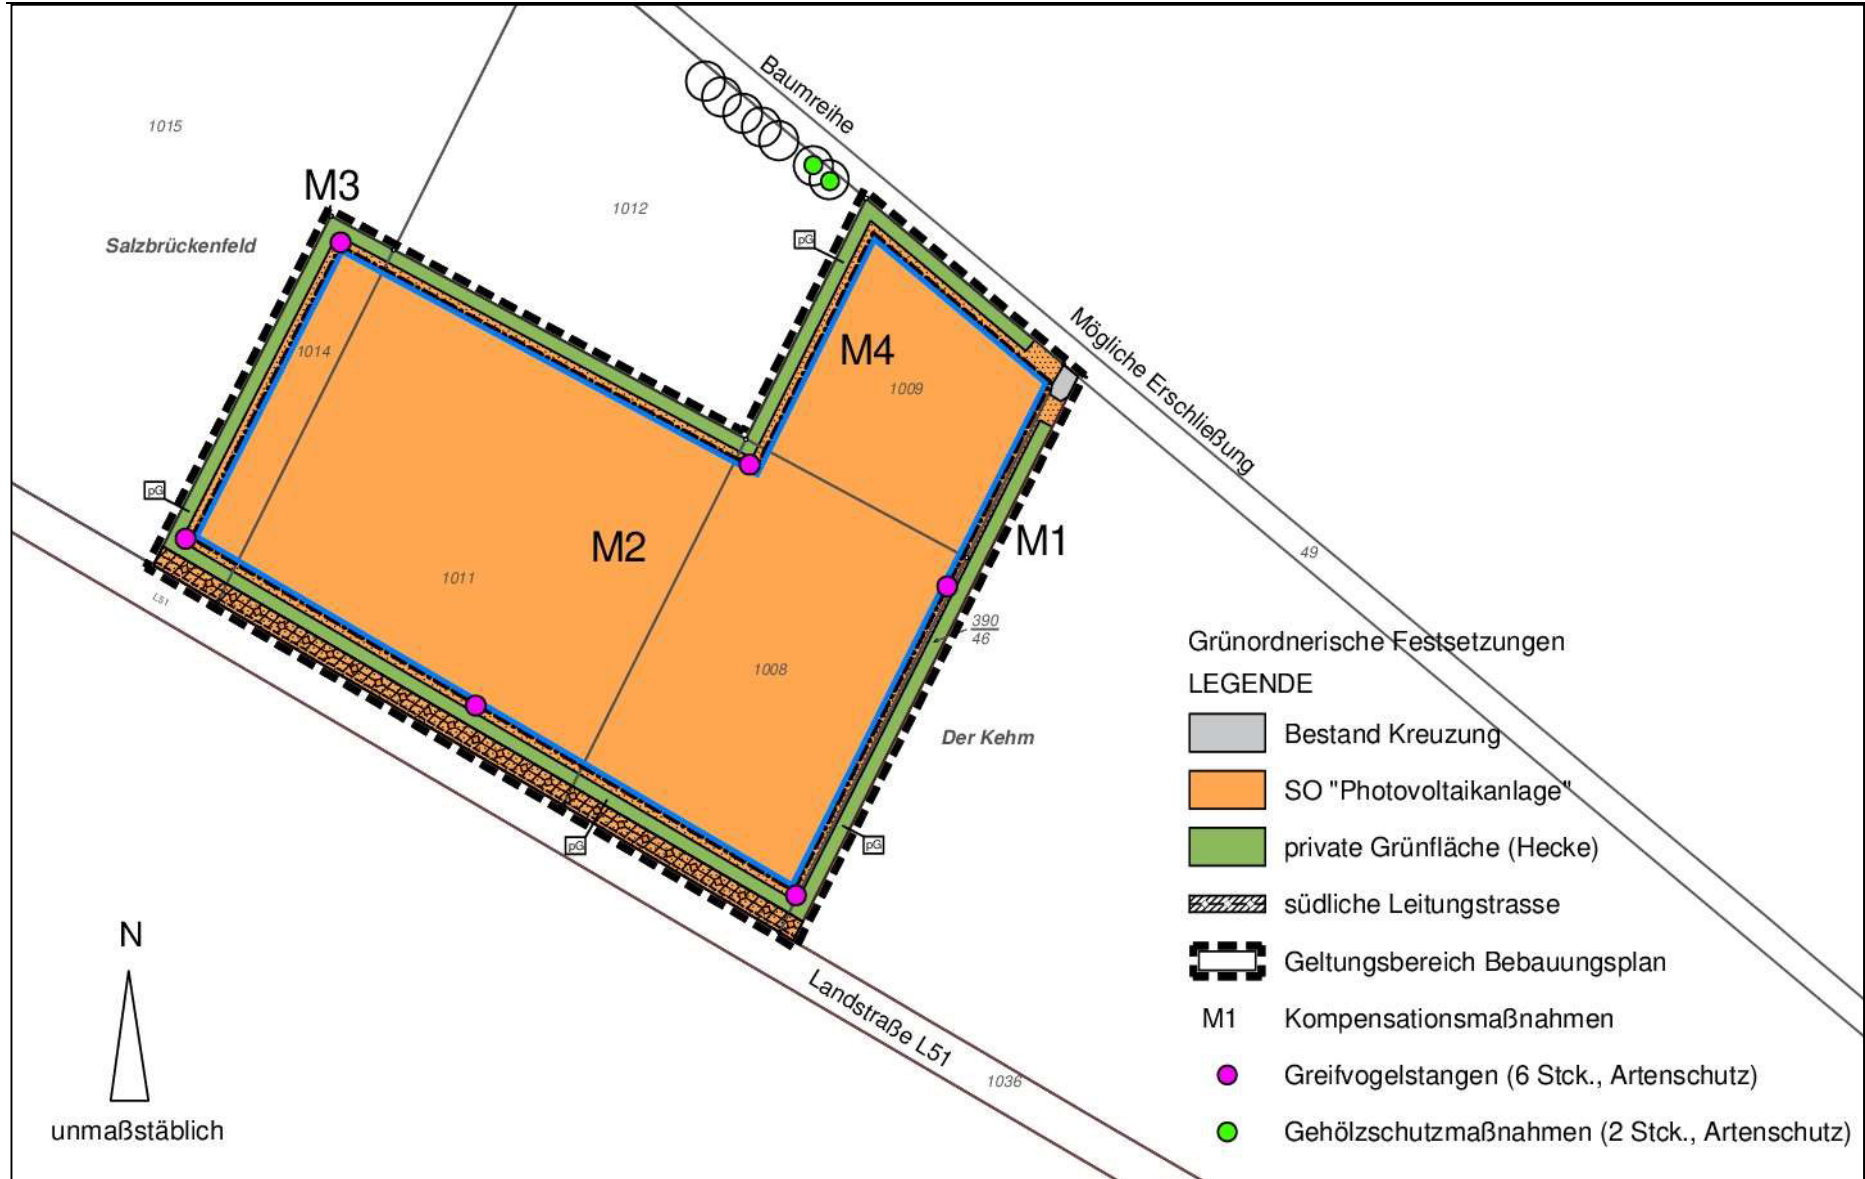 Baumreihe
1015
M3
1012
Salzbrückenfeld
pG
Mögliche Erschließung
1014
M4
1009
pG
M2
M1
49
1011
L51
390
46
1008
Der Kehm
pG
pG
Landstraße L51
1036
N
unmaßstäblich
Grünordnerische Festsetzungen
LEGENDE
Bestand Kreuzung
SO "Photovoltaikanlage"
private Grünfläche (Hecke)
südliche Leitungstrasse
Geltungsbereich Bebauungsplan
M1 Kompensationsmaßnahmen
Greifvogelstangen (6 Stck., Artenschutz)
Gehölzschutzmaßnahmen (2 Stck., Artenschutz)